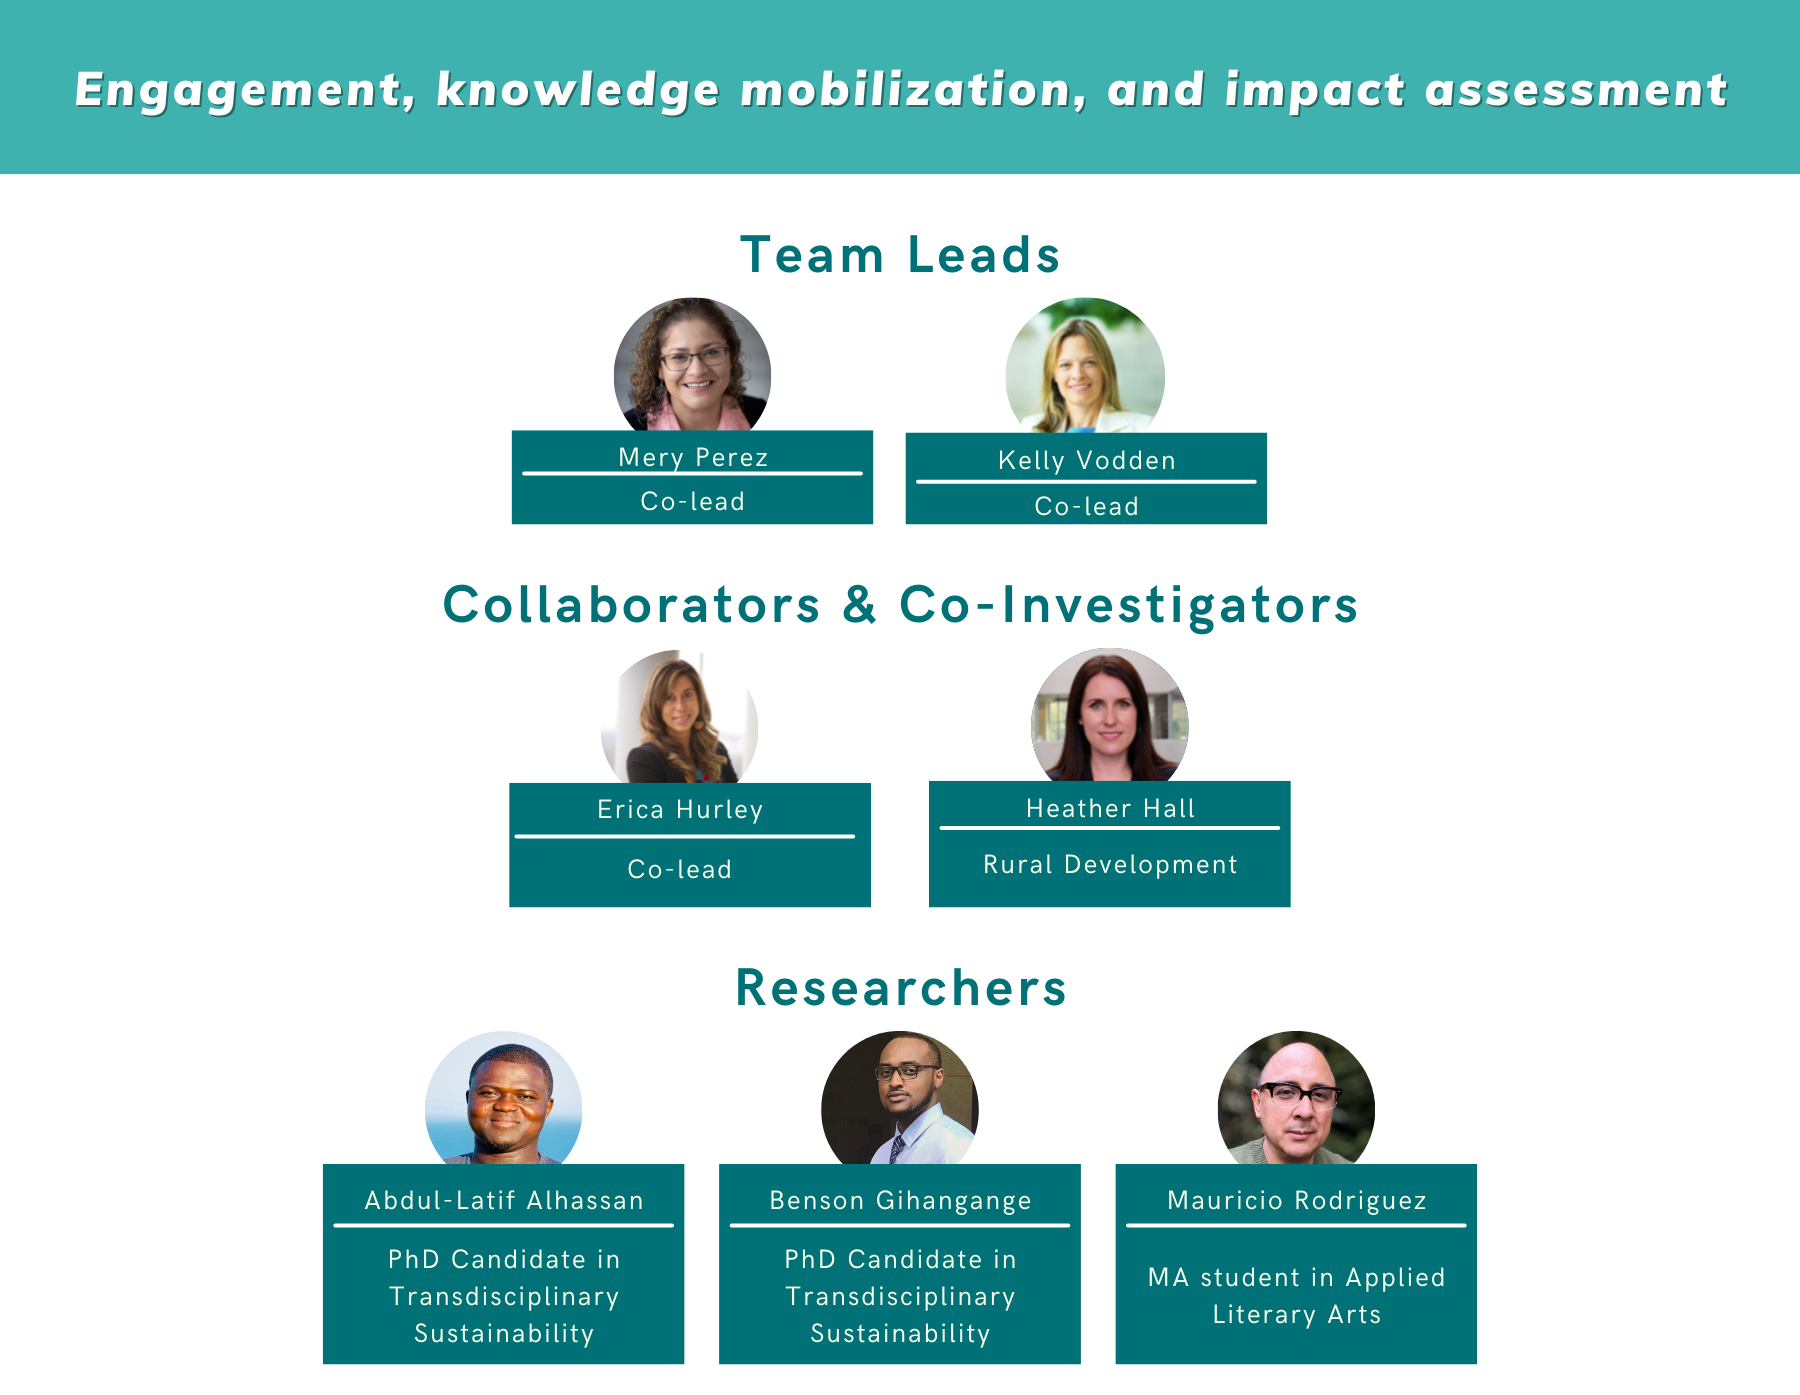 Engagement, knowledge mobilization, and impact assessment
Team Leads
Mery Perez
Co-lead
Kelly Vodden
Co-lead
Collaborators & Co-Investigators
Erica Hurley
Co-lead
Heather Hall
Rural Development
Researchers
Abdul-Latif Alhassan
PhD Candidate in
Transdisciplinary
Sustainability
Benson Gihangange
PhD Candidate in
Transdisciplinary
Sustainability
Mauricio Rodriguez
MA student in Applied
Literary Arts